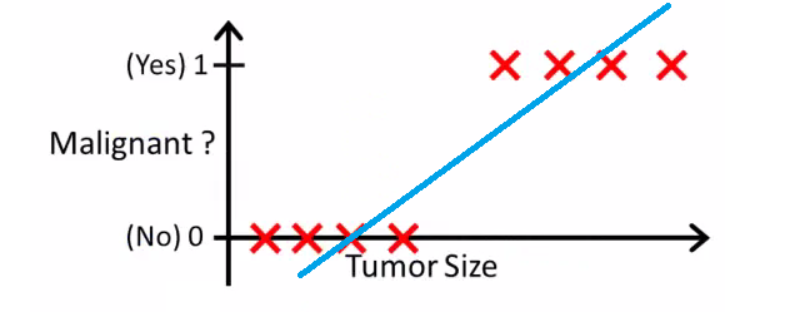 (Yes) 1
Malignant ?
(No) 0
Tumor Size